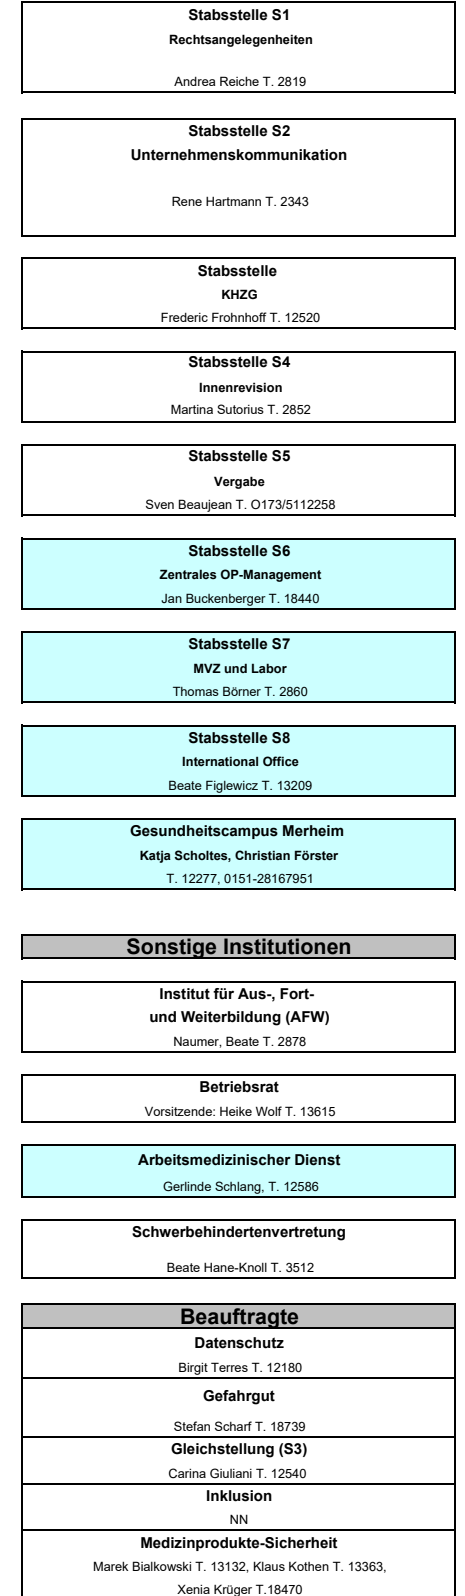 Stabsstelle S1
Rechtsangelegenheiten
Andrea Reiche T. 2819
Stabsstelle S2
Unternehmenskommunikation
Rene Hartmann T. 2343
Stabsstelle
KHZG
Frederic Frohnhoff T. 12520
Stabsstelle S4
Innenrevision
Martina Sutorius T. 2852
Stabsstelle S5
Vergabe
Sven Beaujean T. O173/5112258
Stabsstelle S6
Zentrales OP-Management
Jan Buckenberger T. 18440
Stabsstelle S7
MVZ und Labor
Thomas Börner T. 2860
Stabsstelle S8
International Office
Beate Figlewicz T. 13209
Gesundheitscampus Merheim
Katja Scholtes, Christian Förster
T. 12277, 0151-28167951
Sonstige Institutionen
Institut für Aus-, Fort-
und Weiterbildung (AFW)
Naumer, Beate T. 2878
Betriebsrat
Vorsitzende: Heike Wolf T. 13615
Arbeitsmedizinischer Dienst
Gerlinde Schlang, T. 12586
Schwerbehindertenvertretung
Beate Hane-Knoll T. 3512
Beauftragte
Datenschutz
Birgit Terres T. 12180
Gefahrgut
Stefan Scharf T. 18739
Gleichstellung (S3)
Carina Giuliani T. 12540
Inklusion
NN
Medizinprodukte-Sicherheit
Marek Bialkowski T. 13132, Klaus Kothen T. 13363,
Xenia Krüger T.18470